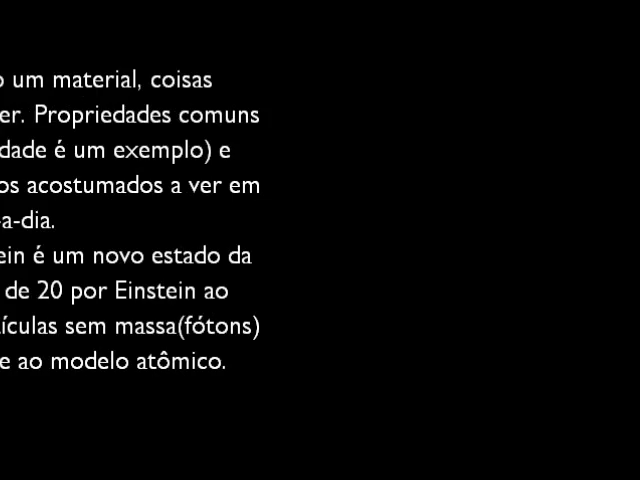 um material, coisas
er. Propriedades comuns
dade é um exemplo) e
os acostumados a ver em
-a-dia.
ein é um novo estado da
de 20 por Einstein ao
ículas sem massa(fótons)
e ao modelo atômico.